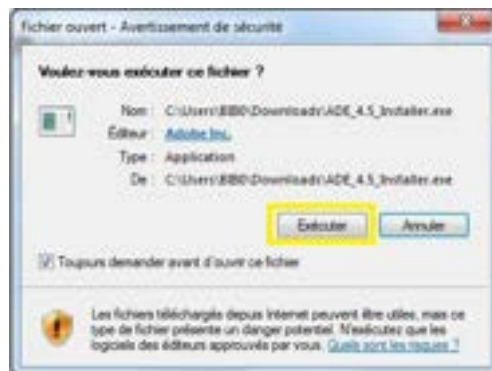 Fichier ouvert - Avertissement de sécurité
Voulez-vous exécuter ce fichier ?
Nom : C:\Users\BIB0\Downloads\ADE_4.5_Installer.exe
Éditeur : Adobe Inc.
Type : Application
De : C:\Users\BIB0\Downloads\ADE_4.5_Installer.exe
Exécuter Annuler
Toujours demander avant d'ouvrir ce fichier
Les fichiers téléchargés depuis Internet peuvent être utiles, mais ce
type de fichier présente un danger potentiel. N'exécutez que les
logiciels des éditeurs approuvés par vous. Quels sont les risques ?